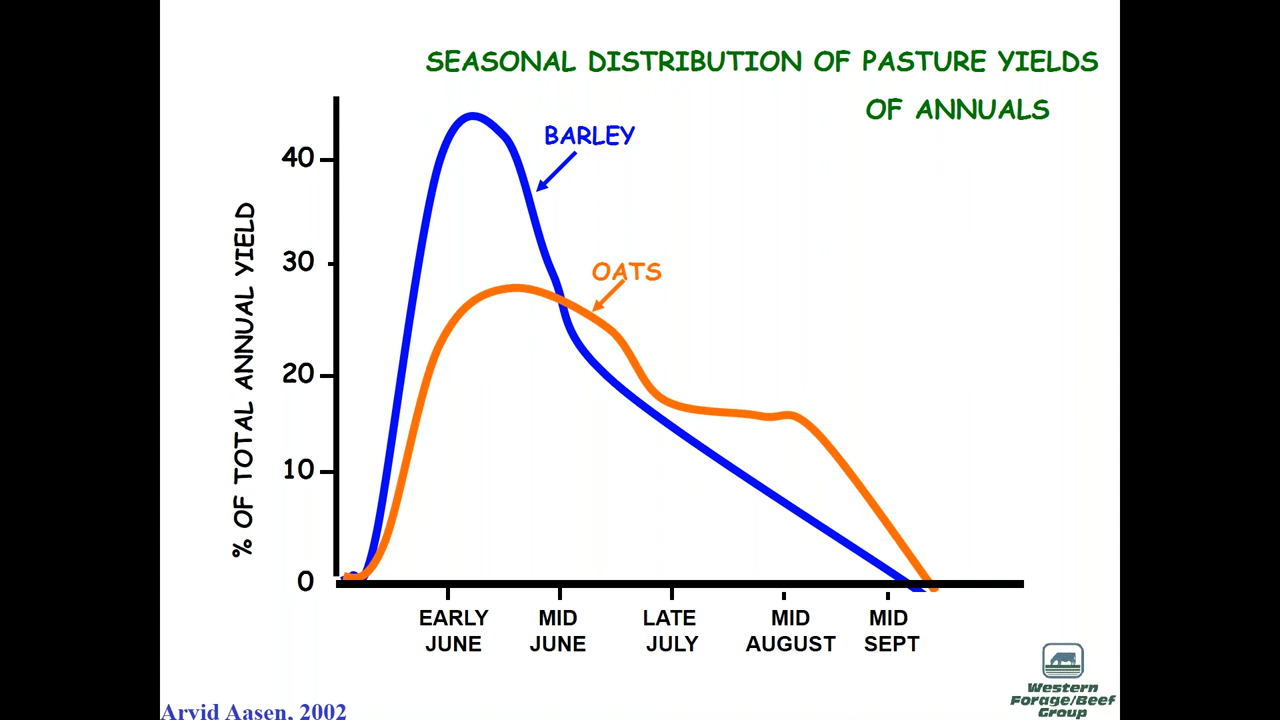 SEASONAL DISTRIBUTION OF PASTURE YIELDS
OF ANNUALS
BARLEY
OATS
% OF TOTAL ANNUAL YIELD
40
30
20
10
0
EARLY JUNE
MID JUNE
LATE JULY
MID AUGUST
MID SEPT
Western
Forage/Beef
Group
Arvid Aasen, 2002